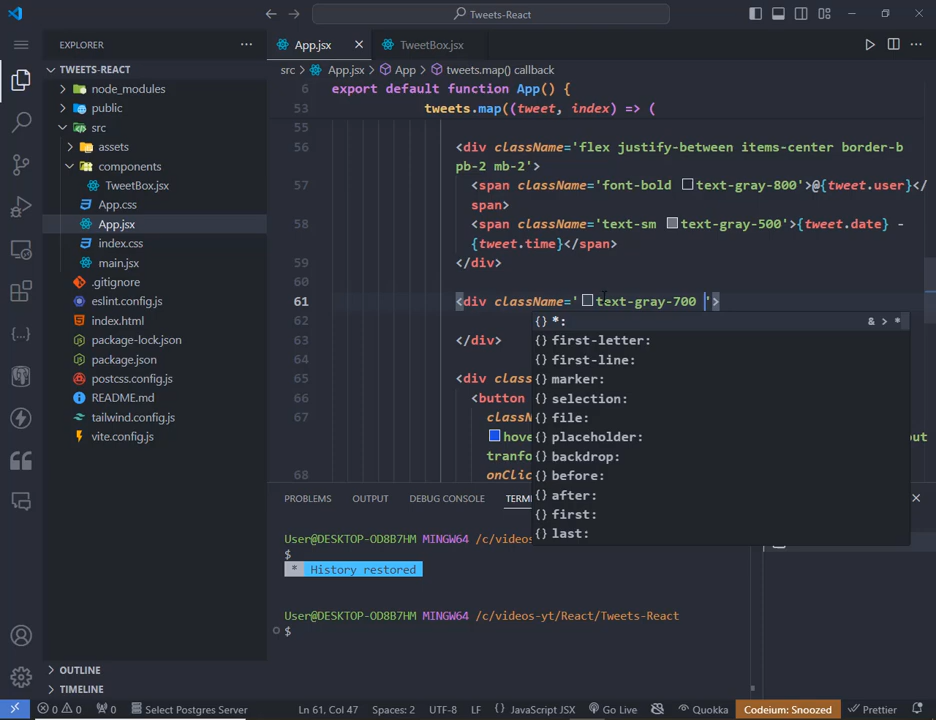 Tweets-React
EXPLORER
TWEETS-REACT
node_modules
public
src
assets
components
TweetBox.jsx
App.css
App.jsx
index.css
main.jsx
.gitignore
eslint.config.js
index.html
package-lock.json
package.json
postcss.config.js
README.md
tailwind.config.js
vite.config.js
OUTLINE
TIMELINE
App.jsx
TweetBox.jsx
src > App.jsx > App > tweets.map() callback
6 export default function App() {
53 tweets.map((tweet, index) => (
55
56 <div className='flex justify-between items-center border-b
pb-2 mb-2'>
57 <span className='font-bold text-gray-800'>@{tweet.user}</
span>
58 <span className='text-sm text-gray-500'>{tweet.date} -
{tweet.time}</span>
59 </div>
60
61 <div className='text-gray-700 '>
62
63 </div>
64
65 <div clas
66 <button
67 classN
hove
out
tranfo
68 onClic
{} *: & > *
{} first-letter:
{} first-line:
{} marker:
{} selection:
{} file:
{} placeholder:
{} backdrop:
{} before:
{} after:
{} first:
{} last:
PROBLEMS OUTPUT DEBUG CONSOLE TERM
User@DESKTOP-OD8B7HM MINGW64 /c/videos
$
* History restored
User@DESKTOP-OD8B7HM MINGW64 /c/videos-yt/React/Tweets-React
$
0 0 0 Select Postgres Server Ln 61, Col 47 Spaces: 2 UTF-8 LF {} JavaScript JSX Go Live Quokka Codeium: Snoozed Prettier